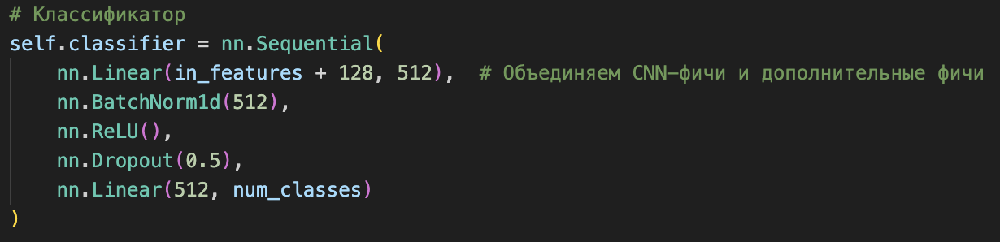 # Классификатор
self.classifier = nn.Sequential(
    nn.Linear(in_features + 128, 512),  # Объединяем CNN-фичи и дополнительные фичи
    nn.BatchNorm1d(512),
    nn.ReLU(),
    nn.Dropout(0.5),
    nn.Linear(512, num_classes)
)